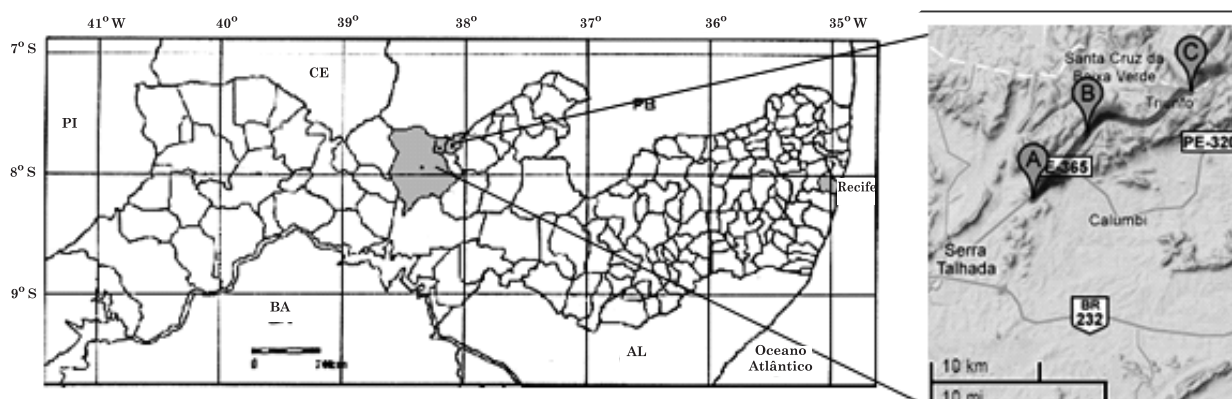 41° W 40° 39° 38° 37° 36° 35° W
7° S
8° S
9° S
CE
PI
PB
Recife
BA
AL
Oceano
Atlântico
0
C
Santa Cruz da
Baixa Verde
B
Triunfo
PE-320
A
E-365
Calumbi
Serra
Talhada
BR
232
10 km
10 mi